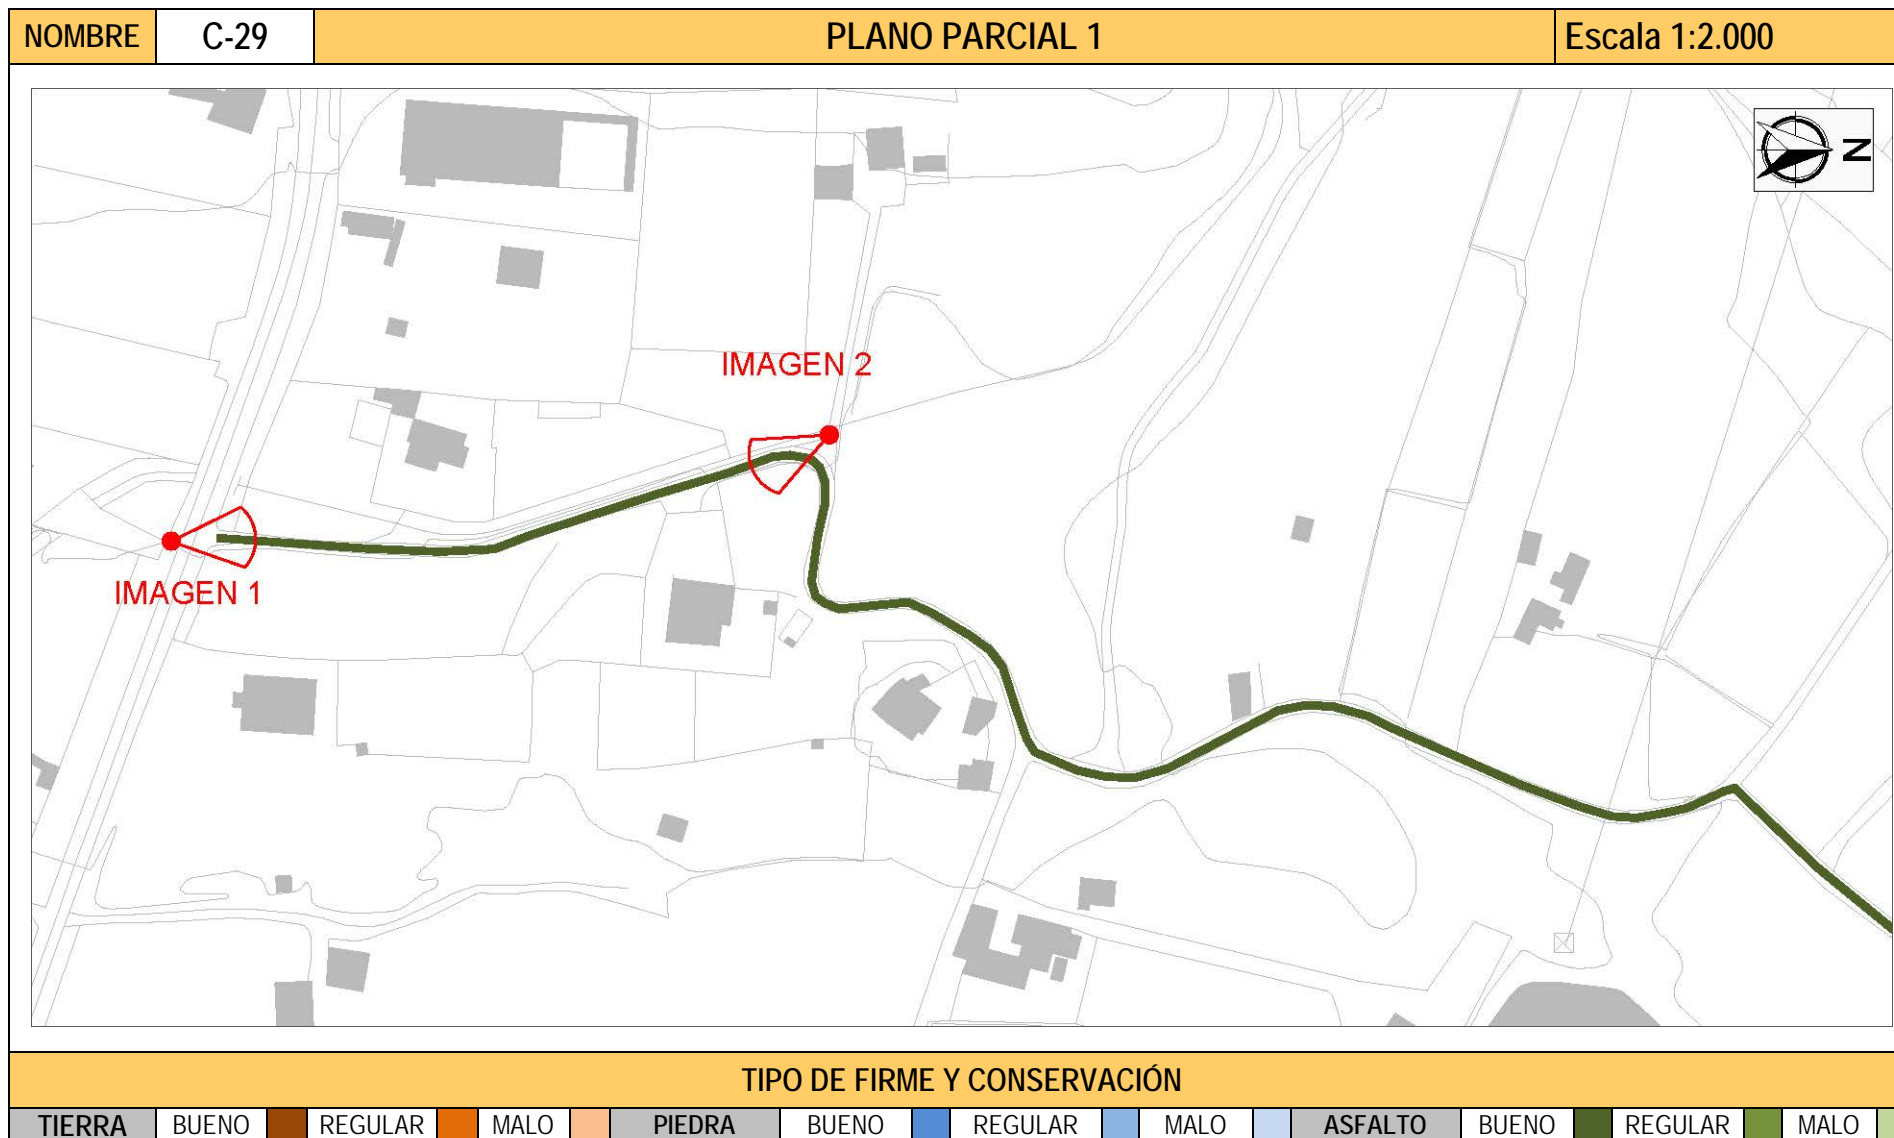 NOMBRE C-29 PLANO PARCIAL 1 Escala 1:2.000
N
IMAGEN 2
IMAGEN 1
TIPO DE FIRME Y CONSERVACIÓN
TIERRA BUENO REGULAR MALO PIEDRA BUENO REGULAR MALO ASFALTO BUENO REGULAR MALO